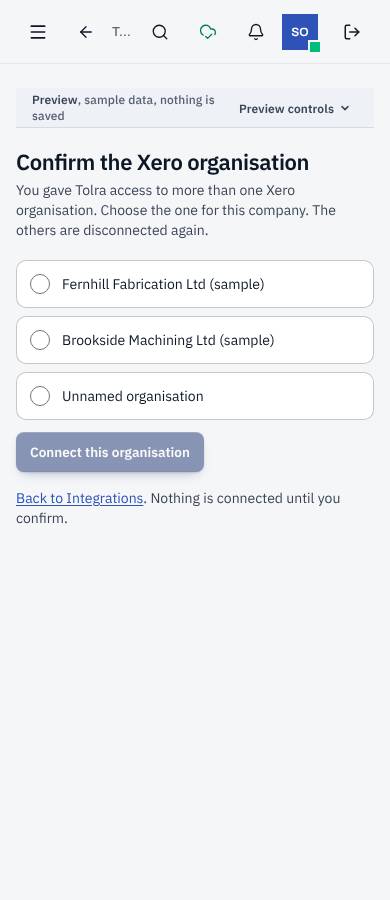 T...
SO
Preview, sample data, nothing is
saved
Preview controls
Confirm the Xero organisation
You gave Tolra access to more than one Xero
organisation. Choose the one for this company. The
others are disconnected again.
Fernhill Fabrication Ltd (sample)
Brookside Machining Ltd (sample)
Unnamed organisation
Connect this organisation
Back to Integrations. Nothing is connected until you
confirm.